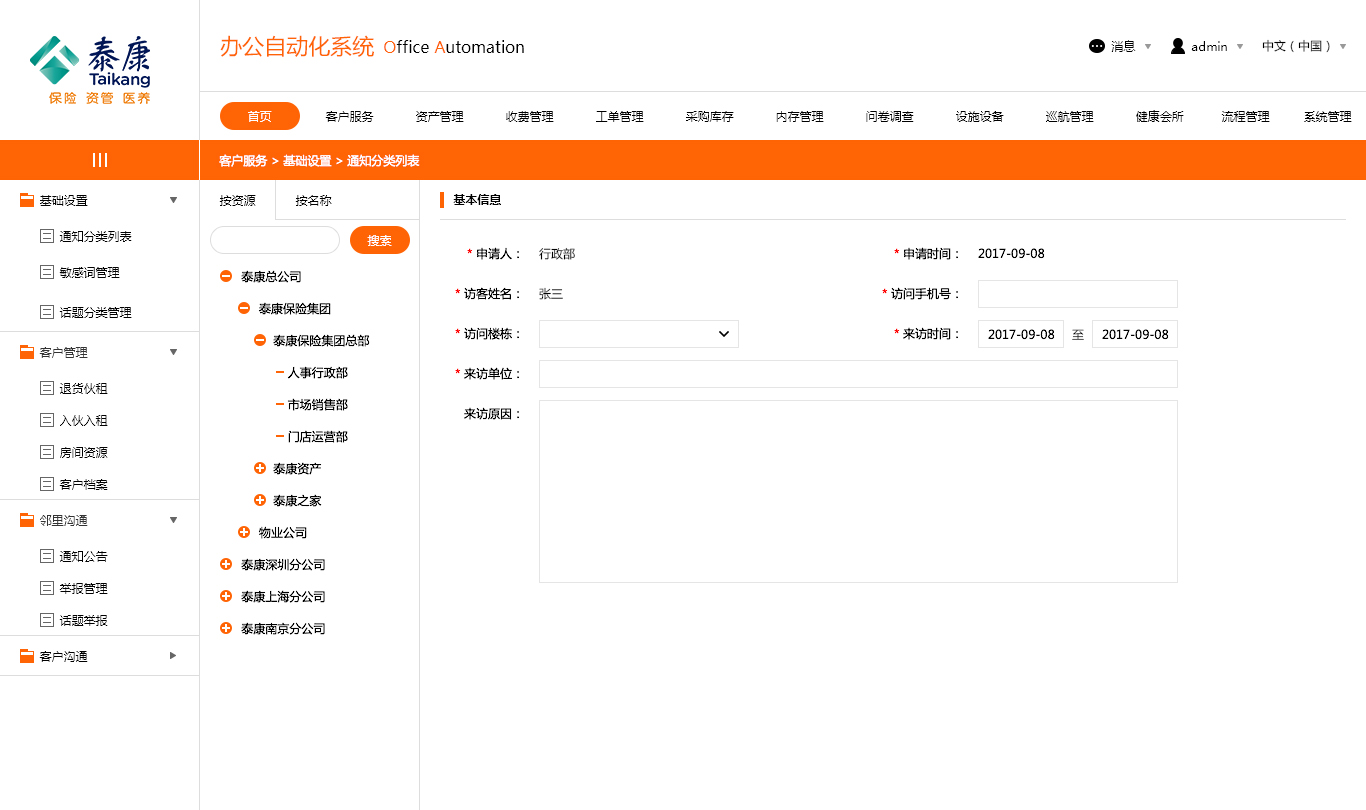 泰康
Taikang
保险 资管 医养
办公自动化系统 Office Automation
消息 admin 中文（中国）
首页 客户服务 资产管理 收费管理 工单管理 采购库存 内存管理 问卷调查 设施设备 巡航管理 健康会所 流程管理 系统管理
客户服务 > 基础设置 > 通知分类列表
基础设置
通知分类列表
敏感词管理
话题分类管理
客户管理
退货伙租
入伙入租
房间资源
客户档案
邻里沟通
通知公告
举报管理
话题举报
客户沟通
按资源 按名称
搜索
泰康总公司
泰康保险集团
泰康保险集团总部
人事行政部
市场销售部
门店运营部
泰康资产
泰康之家
物业公司
泰康深圳分公司
泰康上海分公司
泰康南京分公司
基本信息
* 申请人： 行政部 * 申请时间： 2017-09-08
* 访客姓名： 张三 * 访问手机号：
* 访问楼栋： * 来访时间： 2017-09-08 至 2017-09-08
* 来访单位：
来访原因：